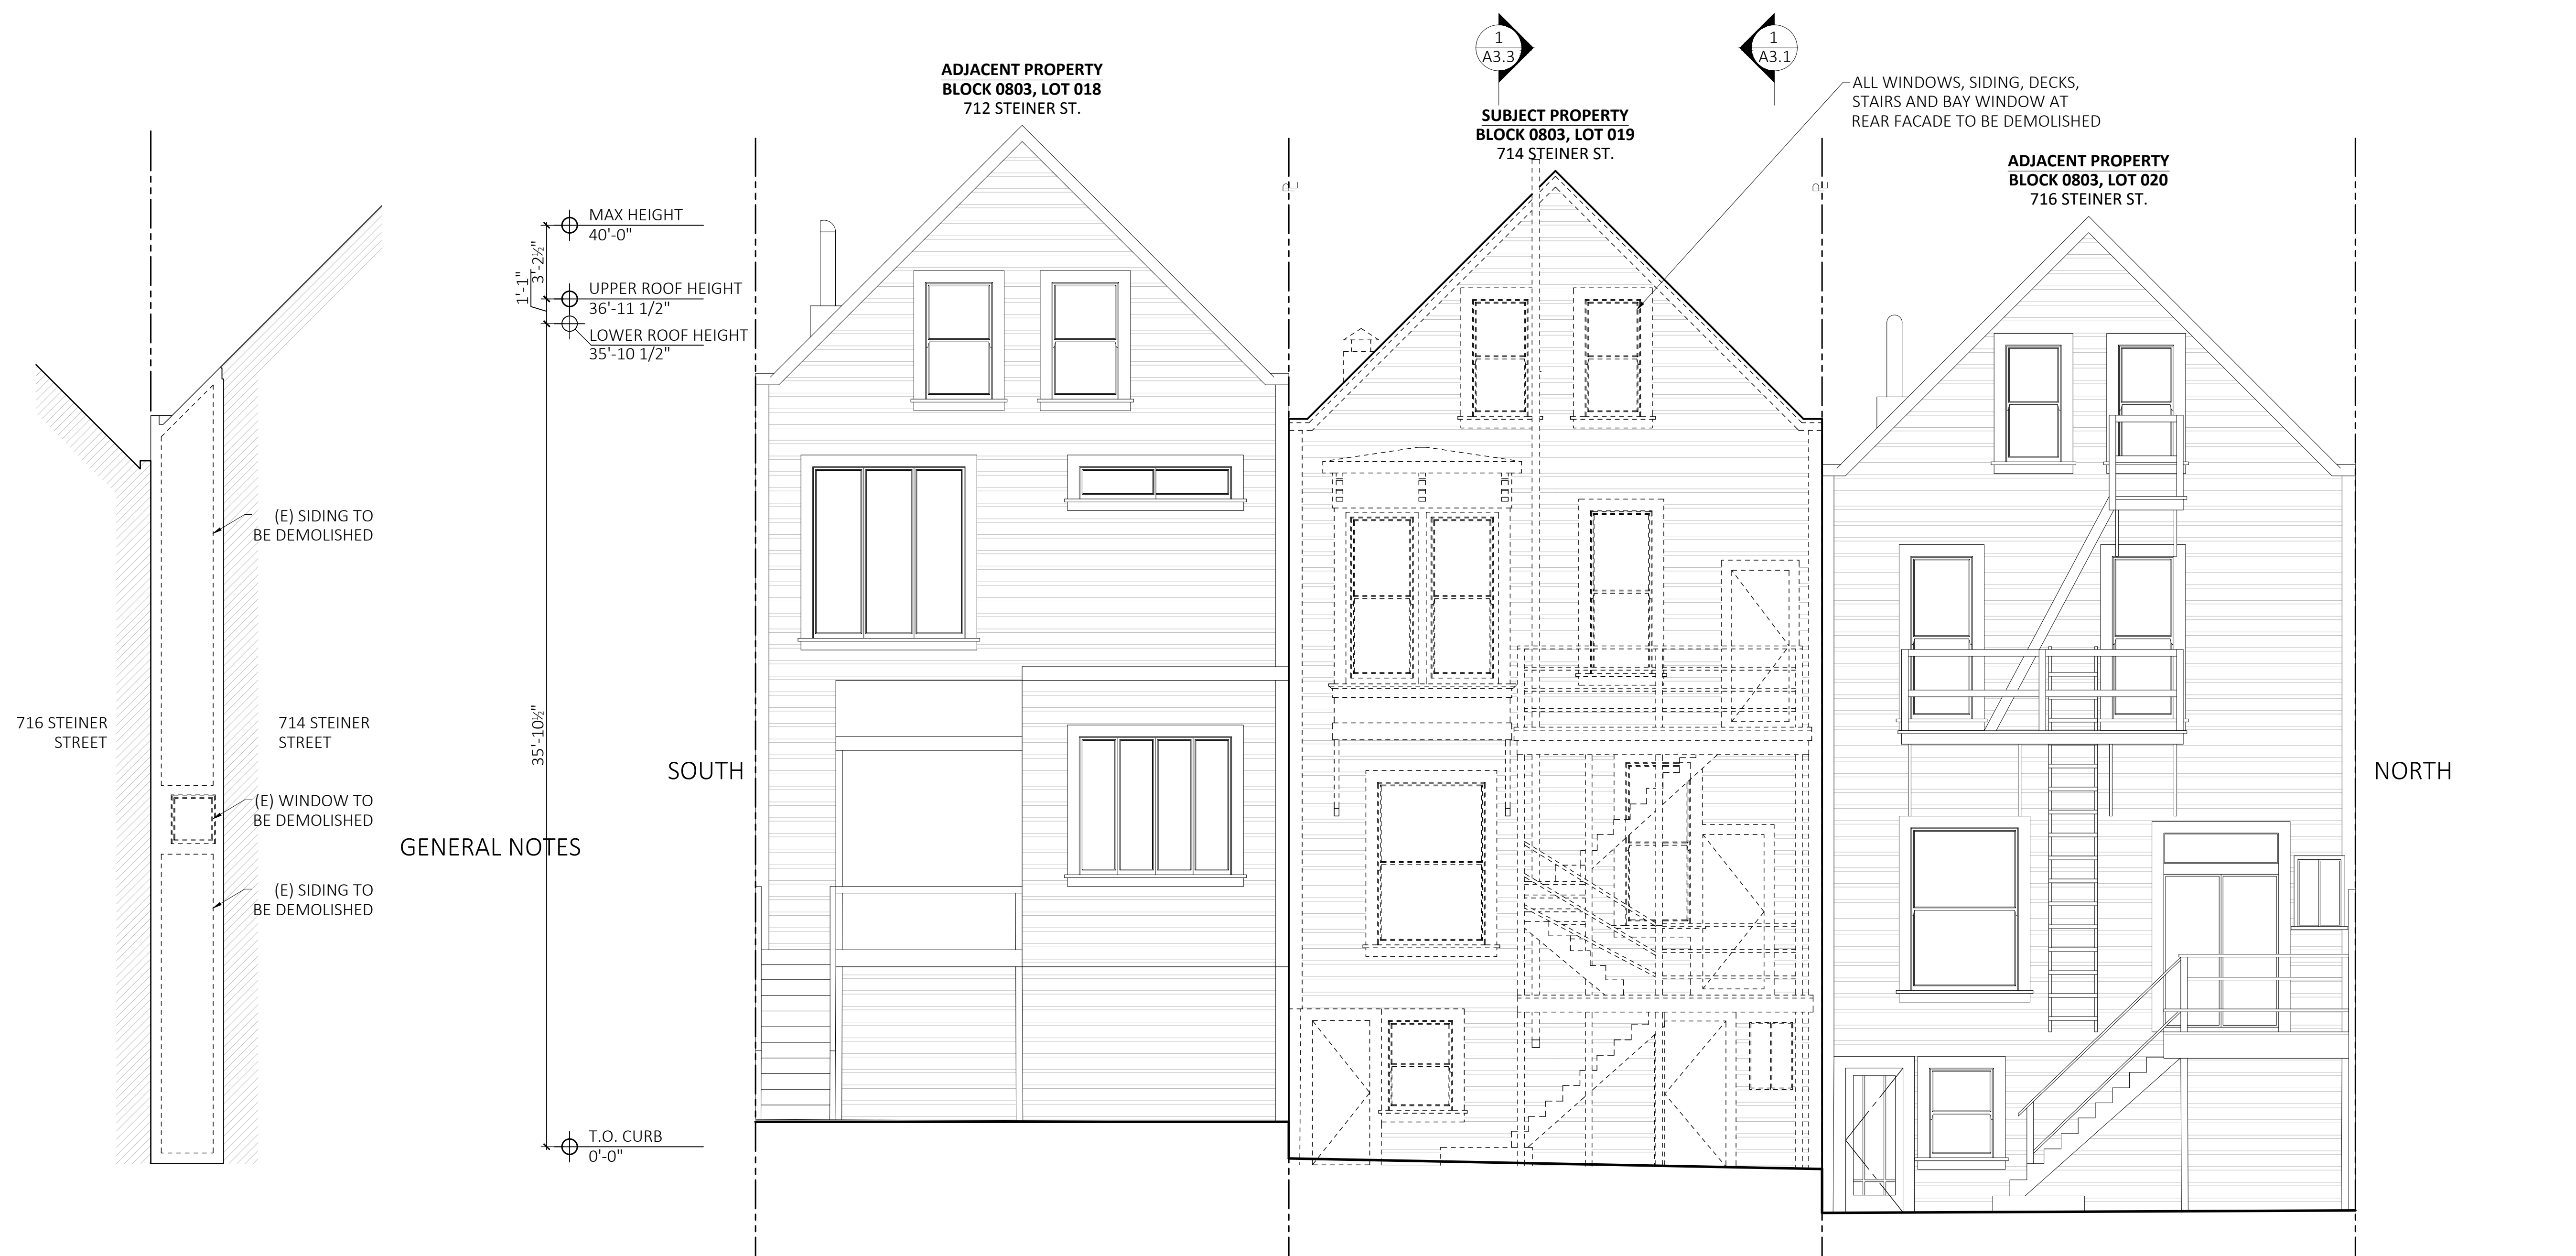 1
A3.3
1
A3.1
ADJACENT PROPERTY
BLOCK 0803, LOT 018
712 STEINER ST.
ALL WINDOWS, SIDING, DECKS,
STAIRS AND BAY WINDOW AT
REAR FACADE TO BE DEMOLISHED
SUBJECT PROPERTY
BLOCK 0803, LOT 019
714 STEINER ST.
ADJACENT PROPERTY
BLOCK 0803, LOT 020
716 STEINER ST.
PL
PL
MAX HEIGHT
40'-0"
3'-2½"
1'-1"
UPPER ROOF HEIGHT
36'-11 1/2"
LOWER ROOF HEIGHT
35'-10 1/2"
(E) SIDING TO
BE DEMOLISHED
716 STEINER
STREET
714 STEINER
STREET
35'-10½"
SOUTH
NORTH
(E) WINDOW TO
BE DEMOLISHED
GENERAL NOTES
(E) SIDING TO
BE DEMOLISHED
T.O. CURB
0'-0"